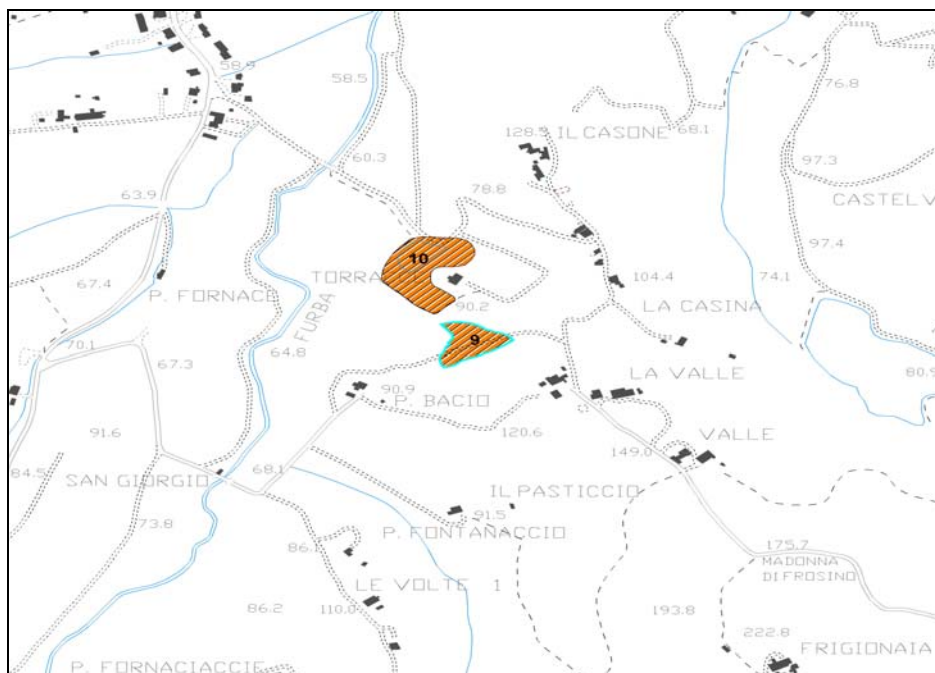 58.9
58.5
76.8
128.5
IL CASONE
68.1
60.3
97.3
78.8
63.9
CASTELV
10
97.4
TORRA
74.1
67.4
P. FORNACE
104.4
90.2
LA CASINA
FURBA
9
70.1
64.8
67.3
80.9
LA VALLE
90.9
P. BACIO
91.6
120.6
VALLE
149.0
84.5
SAN GIORGIO
68.1
IL PASTICCIO
73.8
91.5
P. FONTANACCIO
86.
175.7
MADONNA
DI FROSINO
LE VOLTE 1
86.2
110.0
193.8
222.8
FRIGIONAIA
P. FORNACIACCIE